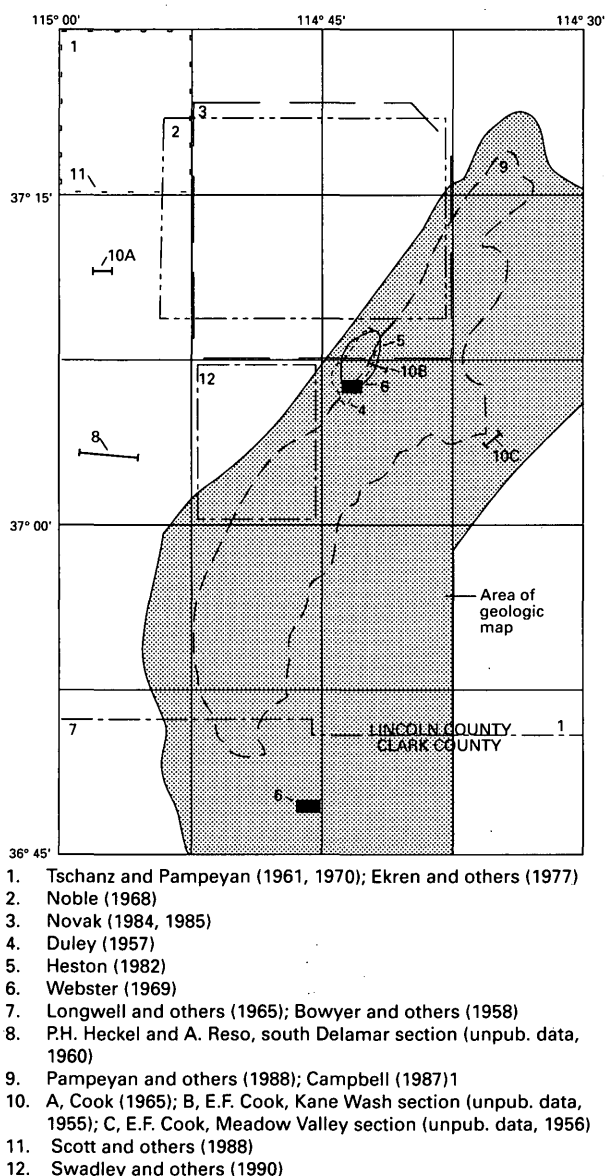 115° 00'
114° 45'
114° 30'
1
3
2
9
11
37° 15'
10A
5
10B
12
6
4
8
10C
37° 00'
Area of
geologic
map
7
LINCOLN COUNTY
1
CLARK COUNTY
6
36° 45'
1. Tschanz and Pampeyan (1961, 1970); Ekren and others (1977)
2. Noble (1968)
3. Novak (1984, 1985)
4. Duley (1957)
5. Heston (1982)
6. Webster (1969)
7. Longwell and others (1965); Bowyer and others (1958)
8. P.H. Heckel and A. Reso, south Delamar section (unpub. data,
1960)
9. Pampeyan and others (1988); Campbell (1987)1
10. A, Cook (1965); B, E.F. Cook, Kane Wash section (unpub. data,
1955); C, E.F. Cook, Meadow Valley section (unpub. data, 1956)
11. Scott and others (1988)
12. Swadley and others (1990)